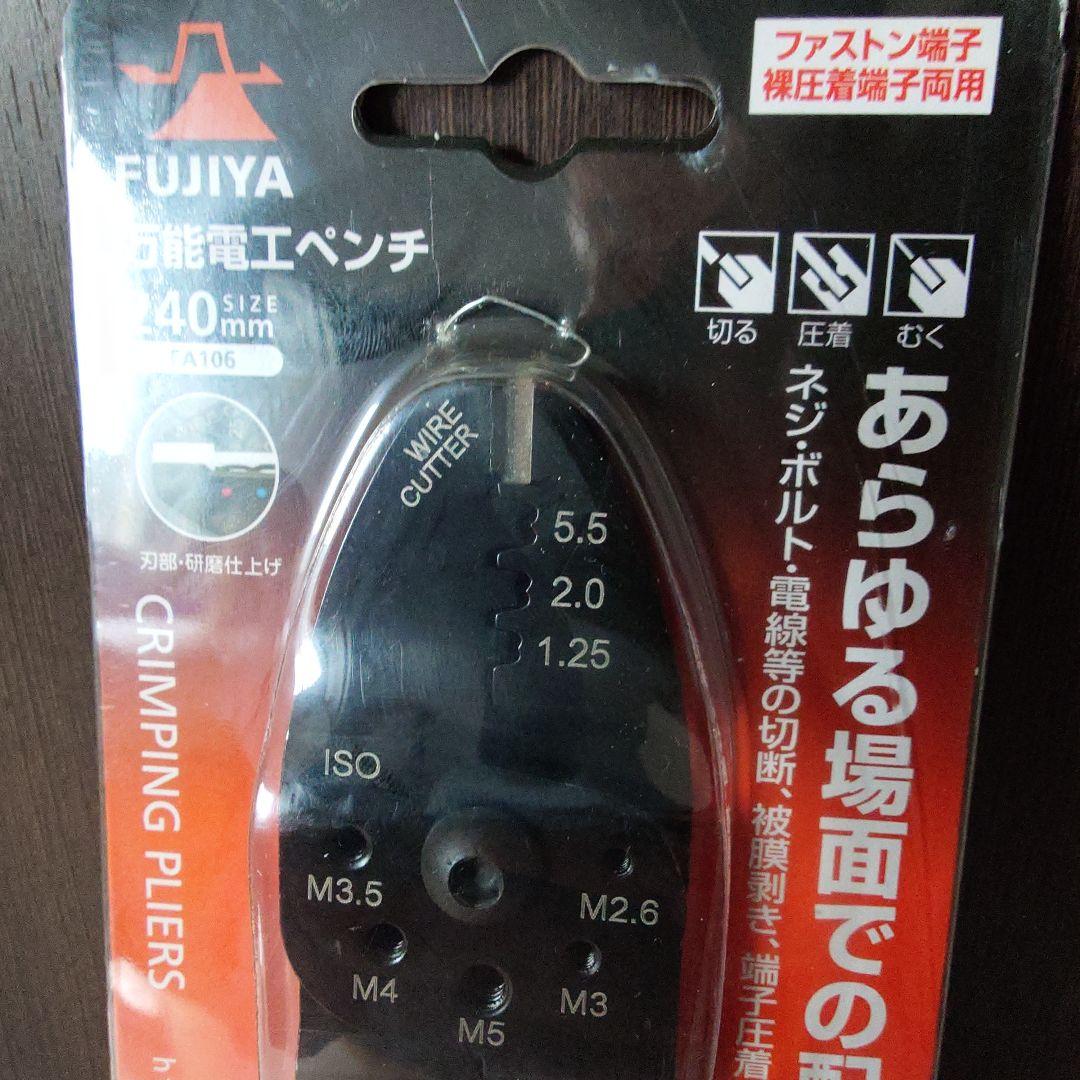 FUJIYA
万能電工ペンチ
240mm SIZE
FA106
刃部・研磨仕上げ
CRIMPING PLIERS
ファストン端子
裸圧着端子両用
切る
圧着
むく
あらゆる場面での配
ネジ・ボルト・電線等の切断、被膜剥き、端子圧着
WIRE
CUTTER
5.5
2.0
1.25
ISO
M3.5
M2.6
M4
M3
M5